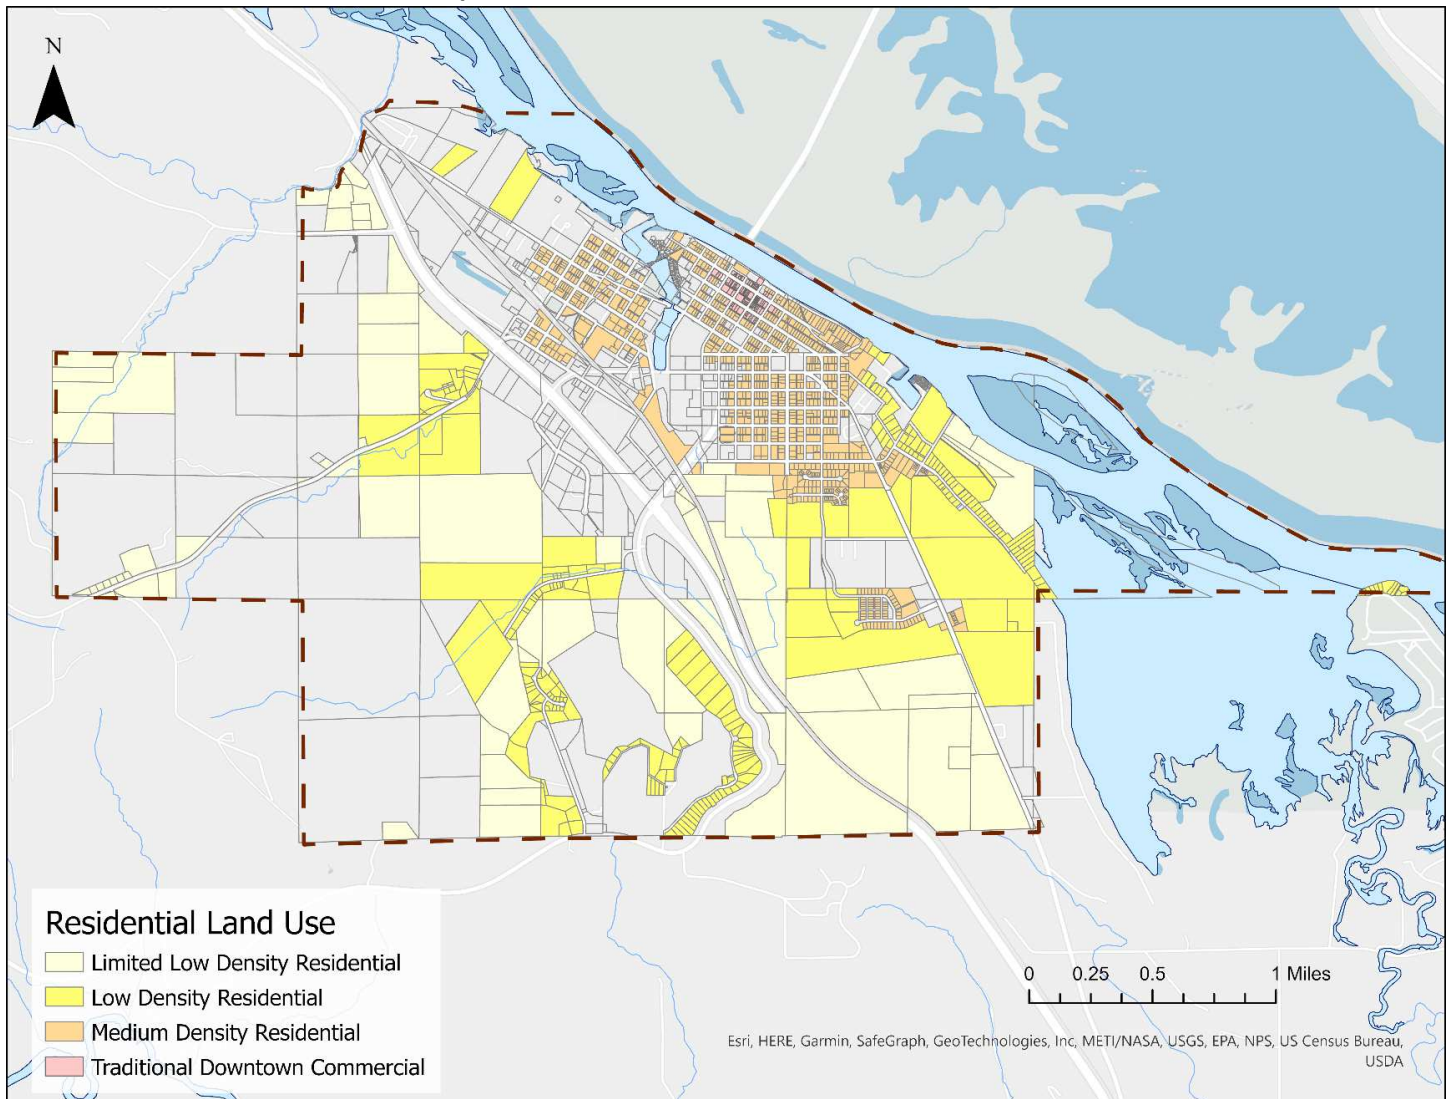 N
Residential Land Use
Limited Low Density Residential
Low Density Residential
Medium Density Residential
Traditional Downtown Commercial
0 0.25 0.5 1 Miles
Esri, HERE, Garmin, SafeGraph, GeoTechnologies, Inc, METI/NASA, USGS, EPA, NPS, US Census Bureau,
USDA